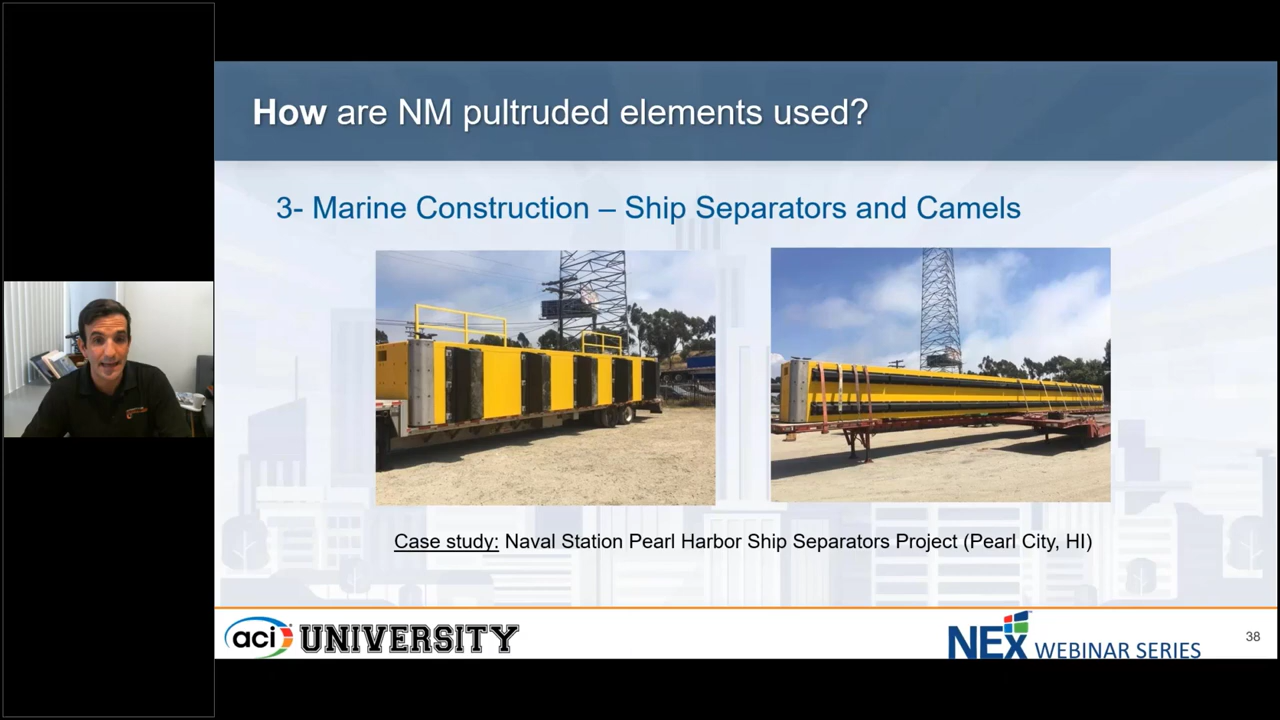 How are NM pultruded elements used?
3- Marine Construction – Ship Separators and Camels
Case study: Naval Station Pearl Harbor Ship Separators Project (Pearl City, HI)
aci UNIVERSITY
NEx WEBINAR SERIES
38